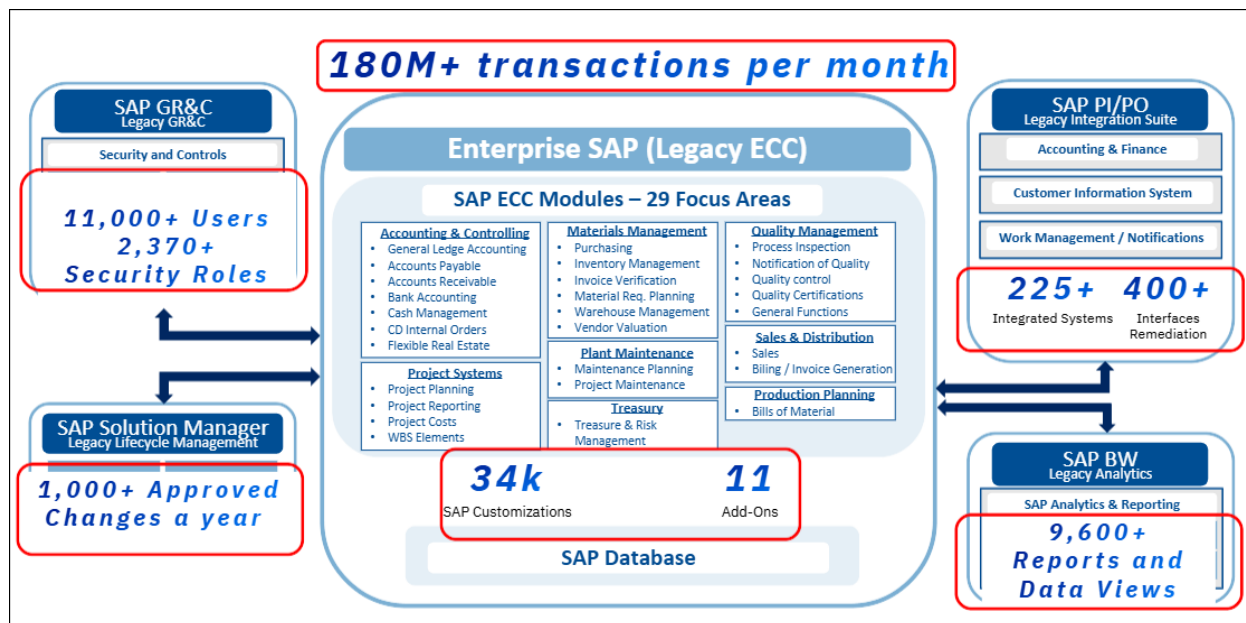 180M+ transactions per month
SAP GR&C
Legacy GR&C
Security and Controls
11,000+ Users
2,370+
Security Roles
SAP Solution Manager
Legacy Lifecycle Management
1,000+ Approved
Changes a year
Enterprise SAP (Legacy ECC)
SAP ECC Modules – 29 Focus Areas
Accounting & Controlling
• General Ledge Accounting
• Accounts Payable
• Accounts Receivable
• Bank Accounting
• Cash Management
• CD Internal Orders
• Flexible Real Estate
Project Systems
• Project Planning
• Project Reporting
• Project Costs
• WBS Elements
Materials Management
• Purchasing
• Inventory Management
• Invoice Verification
• Material Req. Planning
• Warehouse Management
• Vendor Valuation
Plant Maintenance
• Maintenance Planning
• Project Maintenance
Treasury
• Treasure & Risk
Management
Quality Management
• Process Inspection
• Notification of Quality
• Quality control
• Quality Certifications
• General Functions
Sales & Distribution
• Sales
• Biling / Invoice Generation
Production Planning
• Bills of Material
34k
SAP Customizations
11
Add-Ons
SAP Database
SAP PI/PO
Legacy Integration Suite
Accounting & Finance
Customer Information System
Work Management / Notifications
225+
Integrated Systems
400+
Interfaces
Remediation
SAP BW
Legacy Analytics
SAP Analytics & Reporting
9,600+
Reports and
Data Views